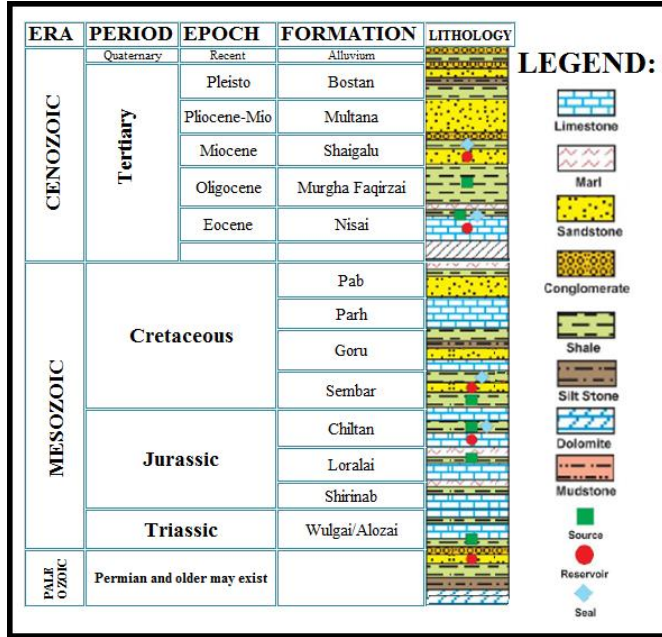 ERA PERIOD EPOCH FORMATION LITHOLOGY
LEGEND:
CENOZOIC
Quaternary Recent Alluvium
Tertiary
Pleisto Bostan
Pliocene-Mio Multana
Miocene Shaigalu
Oligocene Murgha Faqirzai
Eocene Nisai
MESOZOIC
Cretaceous
Pab
Parh
Goru
Sembar
Jurassic
Chiltan
Loralai
Shirinab
Triassic Wulgai/Alozai
PALE
OZOIC
Permian and older may exist
Limestone
Marl
Sandstone
Conglomerate
Shale
Silt Stone
Dolomite
Mudstone
Source
Reservoir
Seal